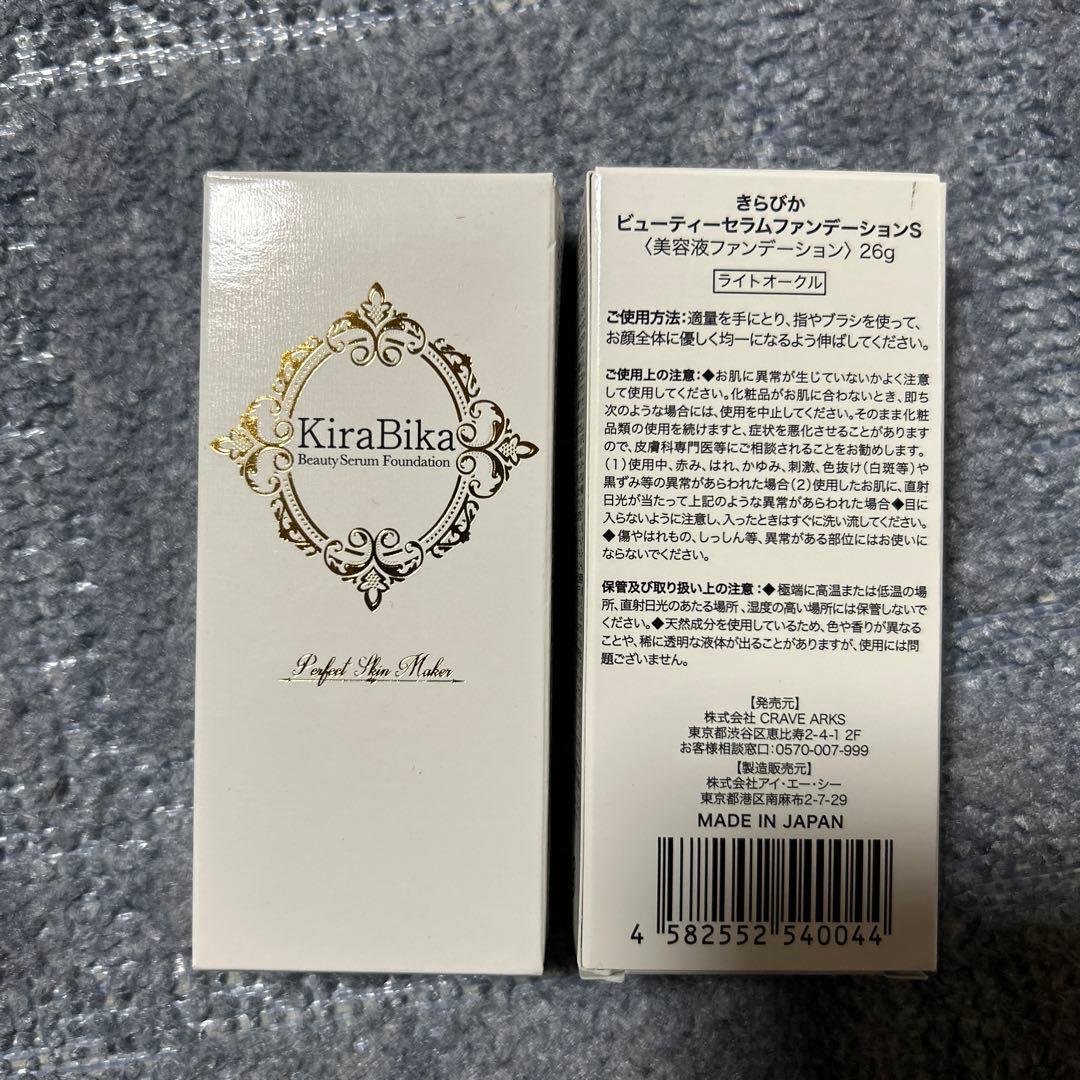 KiraBika
Beauty Serum Foundation
Perfect Skin Maker
きらびか
ビューティーセラムファンデーションS
〈美容液ファンデーション〉26g
ライトオークル
ご使用方法:適量を手にとり、指やブラシを使って、
お顔全体に優しく均一になるよう伸ばしてください。
ご使用上の注意:◆お肌に異常が生じていないかよく注意
して使用してください。化粧品がお肌に合わないとき、即ち
次のような場合には、使用を中止してください。そのまま化粧
品類の使用を続けますと、症状を悪化させることがあります
ので、皮膚科専門医等にご相談されることをお勧めします。
(1)使用中、赤み、はれ、かゆみ、刺激、色抜け(白斑等)や
黒ずみ等の異常があらわれた場合(2)使用したお肌に、直射
日光が当たって上記のような異常があらわれた場合◆目に
入らないように注意し、入ったときはすぐに洗い流してください。
◆傷やはれもの、しっしん等、異常がある部位にはお使いに
ならないでください。
保管及び取り扱い上の注意:◆極端に高温または低温の場
所、直射日光のあたる場所、湿度の高い場所には保管しないで
ください。◆天然成分を使用しているため、色や香りが異なる
ことや、稀に透明な液体が出ることがありますが、使用には問
題ございません。
【発売元】
株式会社 CRAVE ARKS
東京都渋谷区恵比寿2-4-1 2F
お客様相談窓口:0570-007-999
【製造販売元】
株式会社アイ・エー・シー
東京都港区南麻布2-7-29
MADE IN JAPAN
4 582552 540044